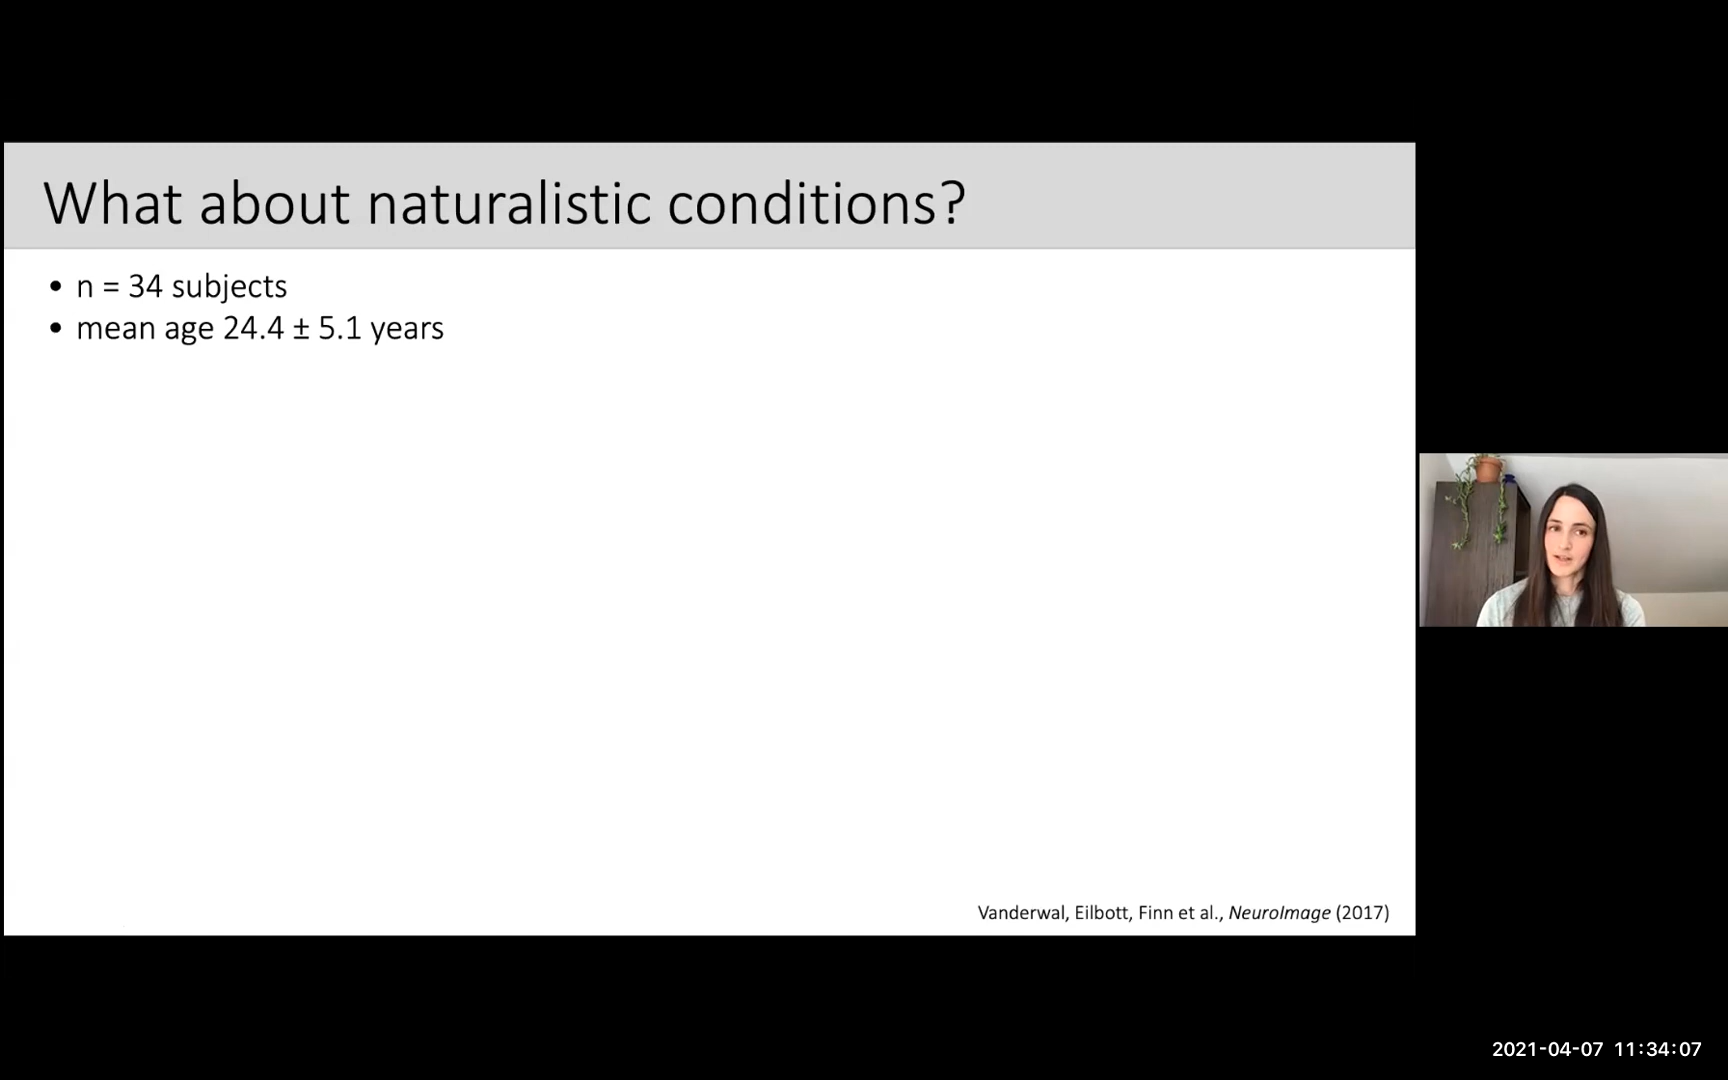 What about naturalistic conditions?
• n = 34 subjects
• mean age 24.4 ± 5.1 years
Vanderwal, Eilbott, Finn et al., NeuroImage (2017)
2021-04-07 11:34:07